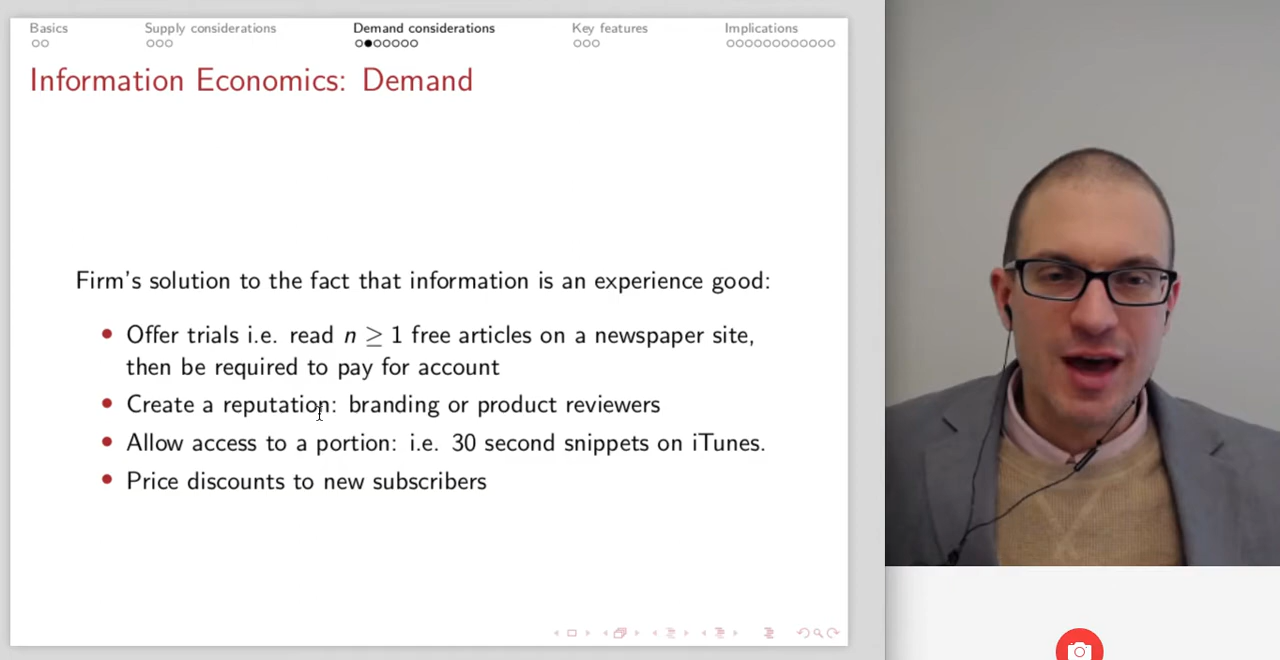 Basics
Supply considerations
Demand considerations
Key features
Implications
Information Economics: Demand
Firm's solution to the fact that information is an experience good:
• Offer trials i.e. read n ≥ 1 free articles on a newspaper site,
then be required to pay for account
• Create a reputation: branding or product reviewers
• Allow access to a portion: i.e. 30 second snippets on iTunes.
• Price discounts to new subscribers